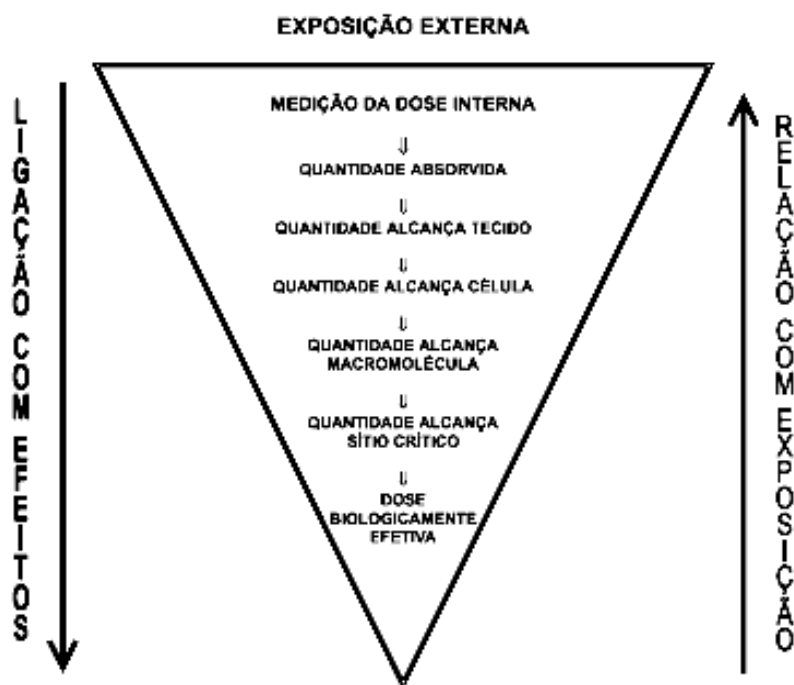 EXPOSIÇÃO EXTERNA
LIGAÇÃO COM EFEITOS
MEDIÇÃO DA DOSE INTERNA
⇓
QUANTIDADE ABSORVIDA
⇓
QUANTIDADE ALCANÇA TECIDO
⇓
QUANTIDADE ALCANÇA CÉLULA
⇓
QUANTIDADE ALCANÇA
MACROMOLÉCULA
⇓
QUANTIDADE ALCANÇA
SÍTIO CRÍTICO
⇓
DOSE
BIOLOGICAMENTE
EFETIVA
RELAÇÃO COM EXPOSIÇÃO